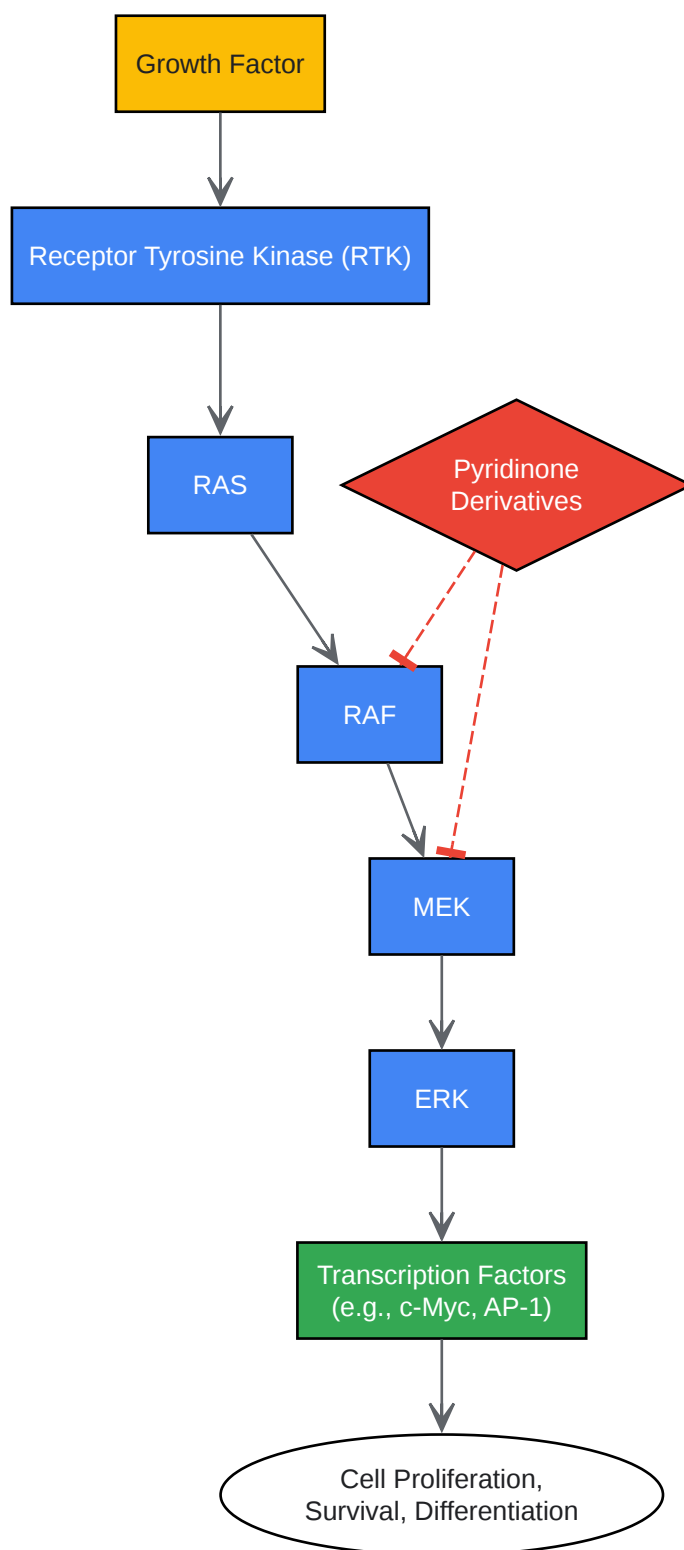 Growth Factor
Receptor Tyrosine Kinase (RTK)
RAS
Pyridinone
Derivatives
RAF
MEK
ERK
Transcription Factors
(e.g., c-Myc, AP-1)
Cell Proliferation,
Survival, Differentiation